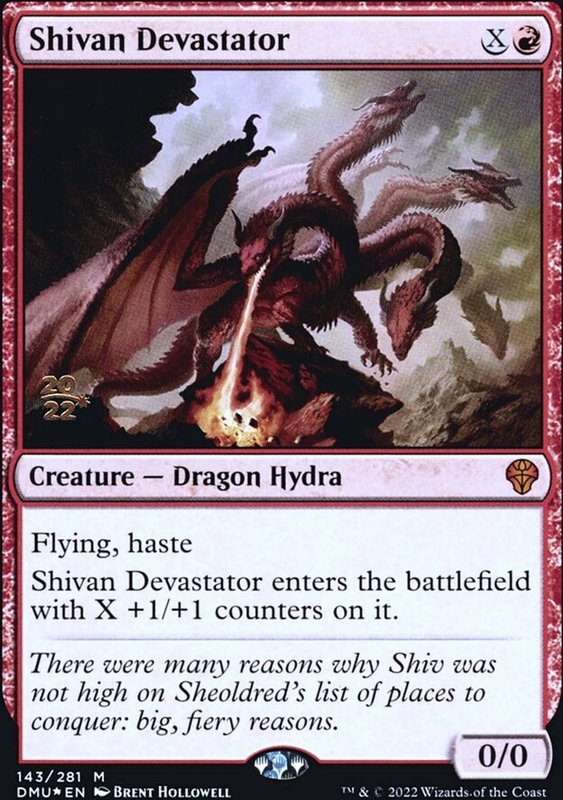 Shivan Devastator X
20
22
Creature — Dragon Hydra
Flying, haste
Shivan Devastator enters the battlefield
with X +1/+1 counters on it.
There were many reasons why Shiv was
not high on Sheoldred's list of places to
conquer: big, fiery reasons.
0/0
143/281 M
DMU★EN Brent Hollowell
™ & © 2022 Wizards of the Coast